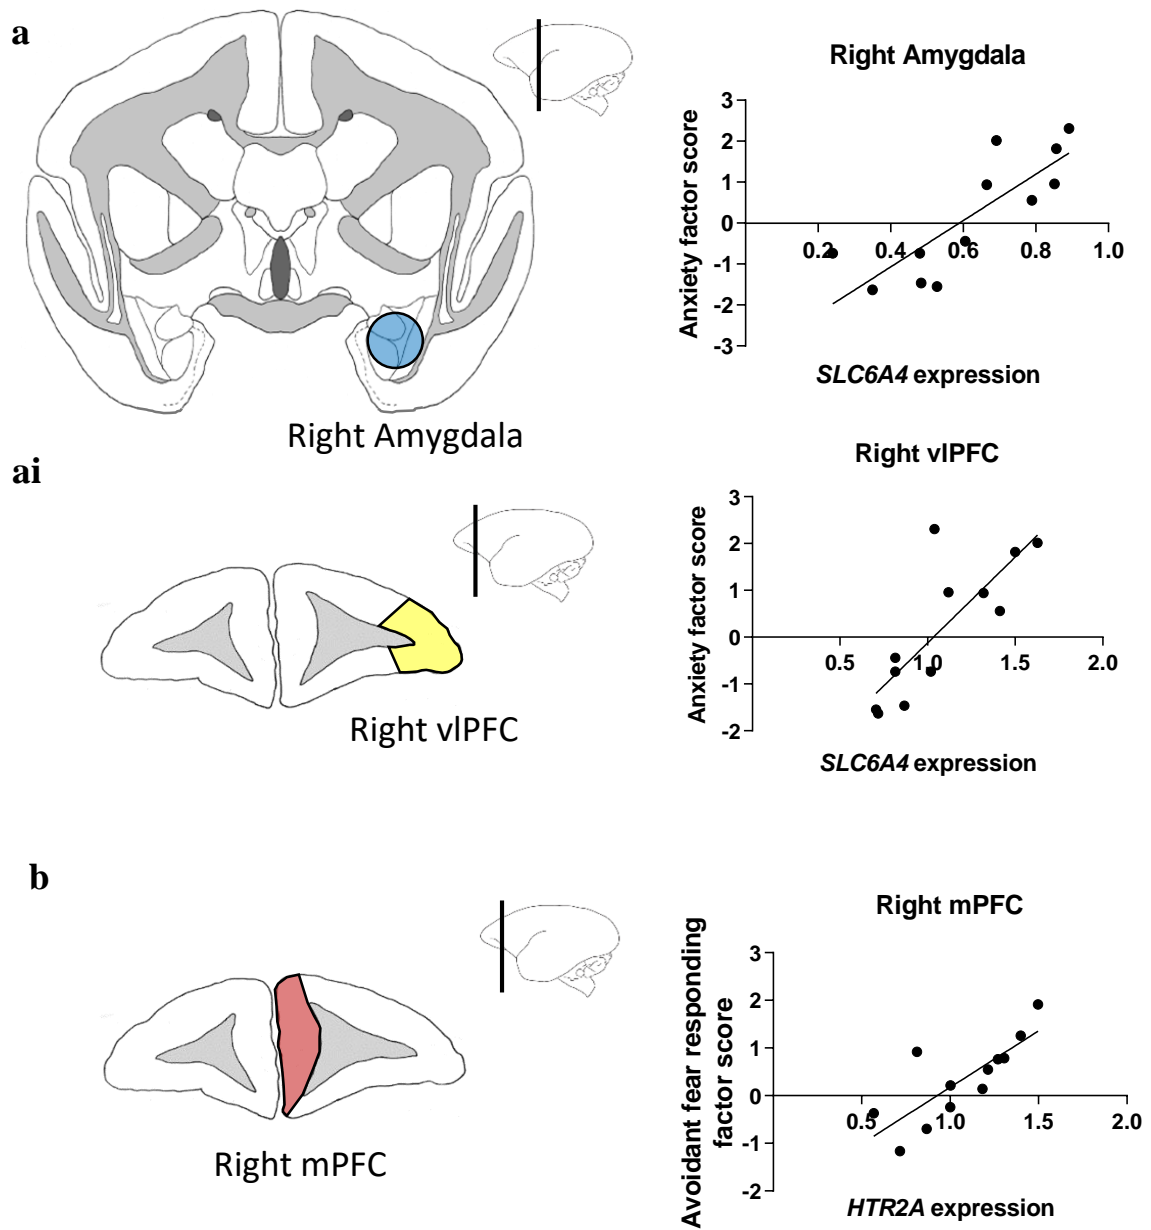 a
Right Amygdala
Right Amygdala
Anxiety factor score
3
2
1
0
-1
-2
-3
0.2 0.4 0.6 0.8 1.0
SLC6A4 expression
ai
Right vlPFC
Right vlPFC
Anxiety factor score
3
2
1
0
-1
-2
0.5 1.0 1.5 2.0
SLC6A4 expression
b
Right mPFC
Right mPFC
Avoidant fear responding
factor score
3
2
1
0
-1
-2
0.5 1.0 1.5 2.0
HTR2A expression